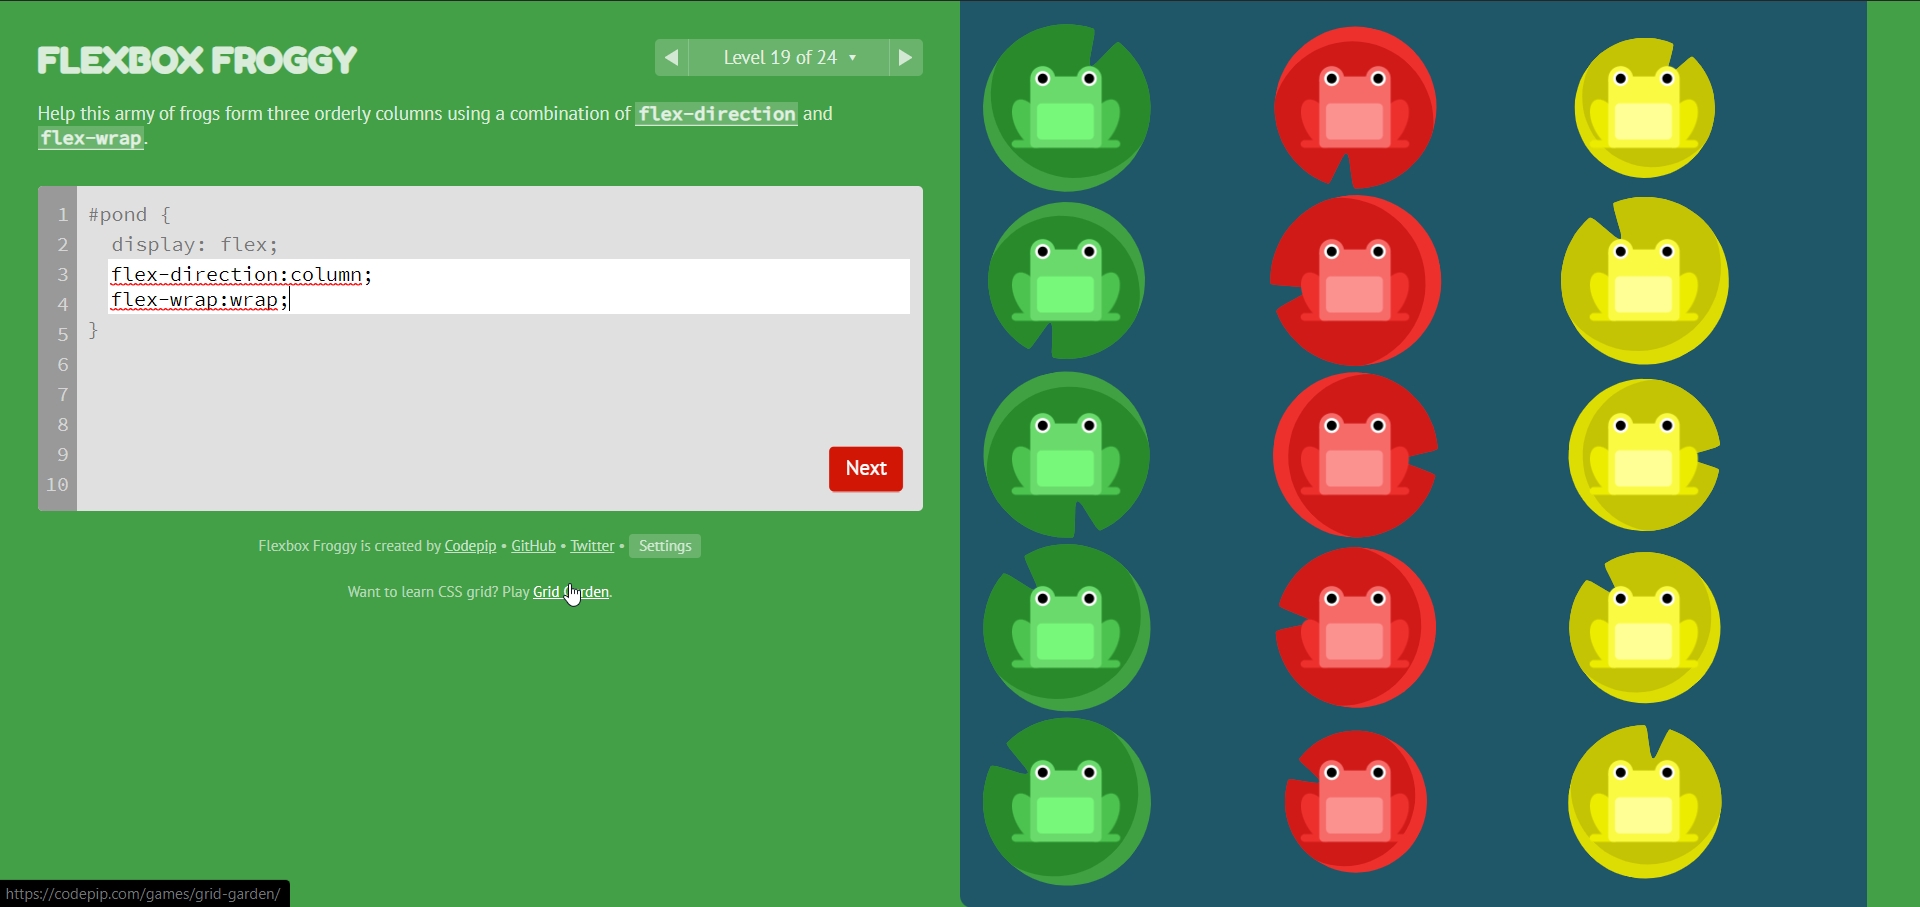 FLEXBOX FROGGY
◀ Level 19 of 24 ▾ ▶
Help this army of frogs form three orderly columns using a combination of flex-direction and
flex-wrap.
1 #pond {
2 display: flex;
3 flex-direction:column;
4 flex-wrap:wrap;
5 }
6
7
8
9
10
Next
Flexbox Froggy is created by Codepip • GitHub • Twitter • Settings
Want to learn CSS grid? Play Grid Garden.
https://codepip.com/games/grid-garden/